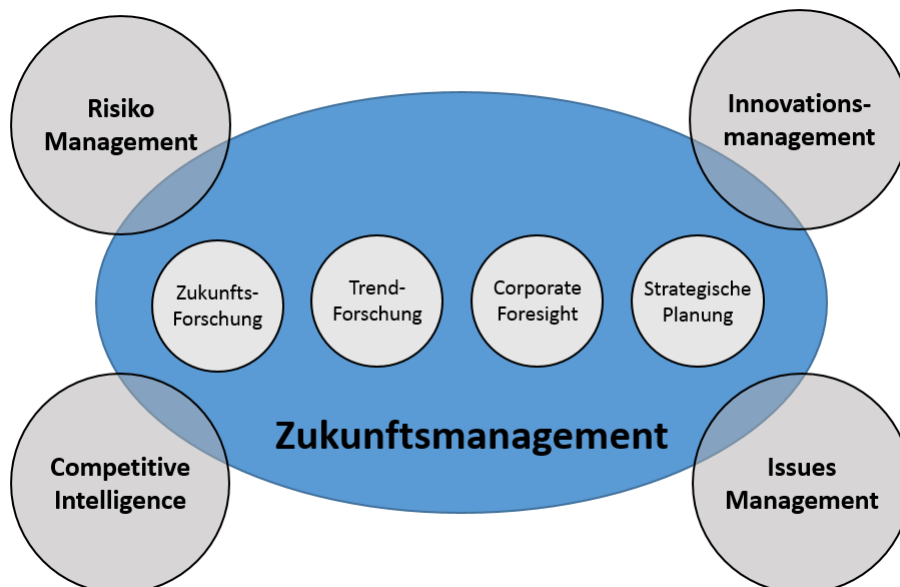 Risiko
Management
Innovations-
management
Zukunfts-
Forschung
Trend-
Forschung
Corporate
Foresight
Strategische
Planung
Zukunftsmanagement
Competitive
Intelligence
Issues
Management